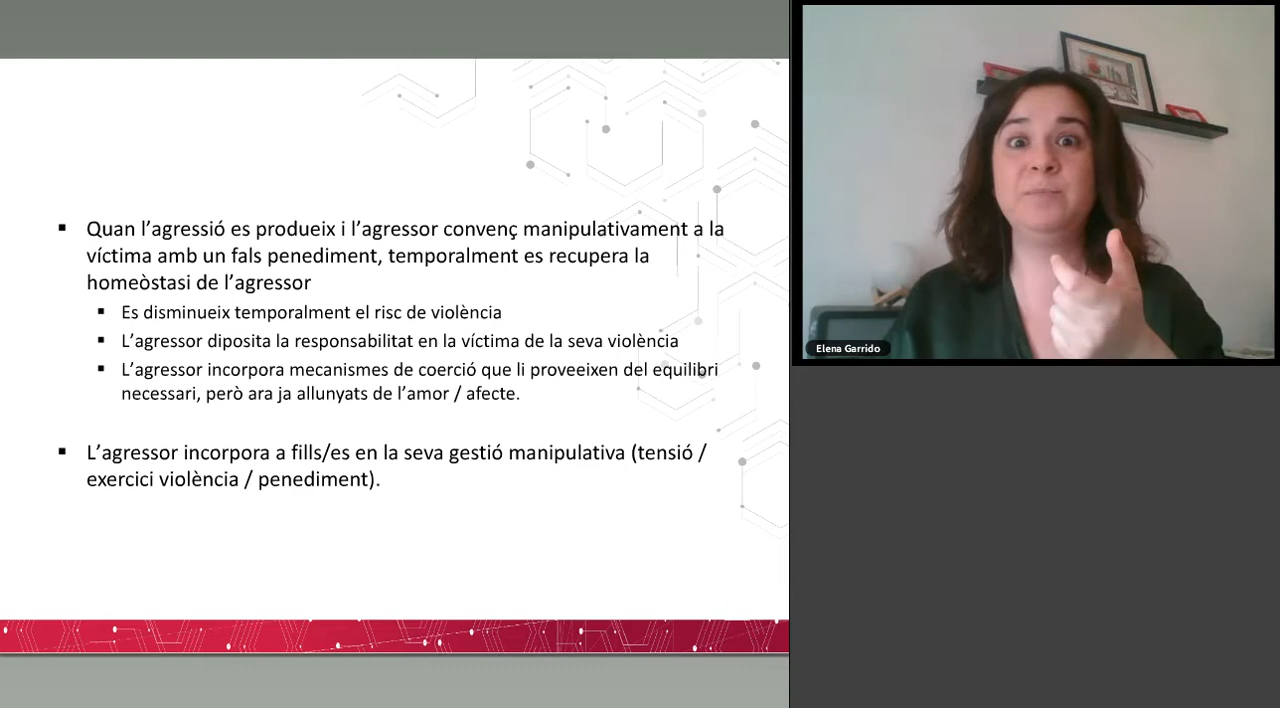 Quan l’agressió es produeix i l’agressor convenç manipulativament a la
víctima amb un fals penediment, temporalment es recupera la
homeòstasi de l’agressor
Es disminueix temporalment el risc de violència
L’agressor diposita la responsabilitat en la víctima de la seva violència
L’agressor incorpora mecanismes de coerció que li proveeixen del equilibri
necessari, però ara ja allunyats de l’amor / afecte.
L’agressor incorpora a fills/es en la seva gestió manipulativa (tensió /
exercici violència / penediment).
Elena Garrido